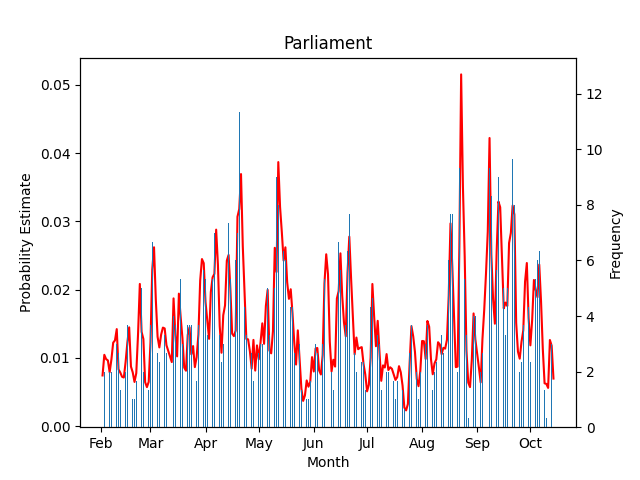 Parliament
Probability Estimate
0.05
0.04
0.03
0.02
0.01
0.00
12
10
8
6
4
2
0
Frequency
Feb Mar Apr May Jun Jul Aug Sep Oct
Month